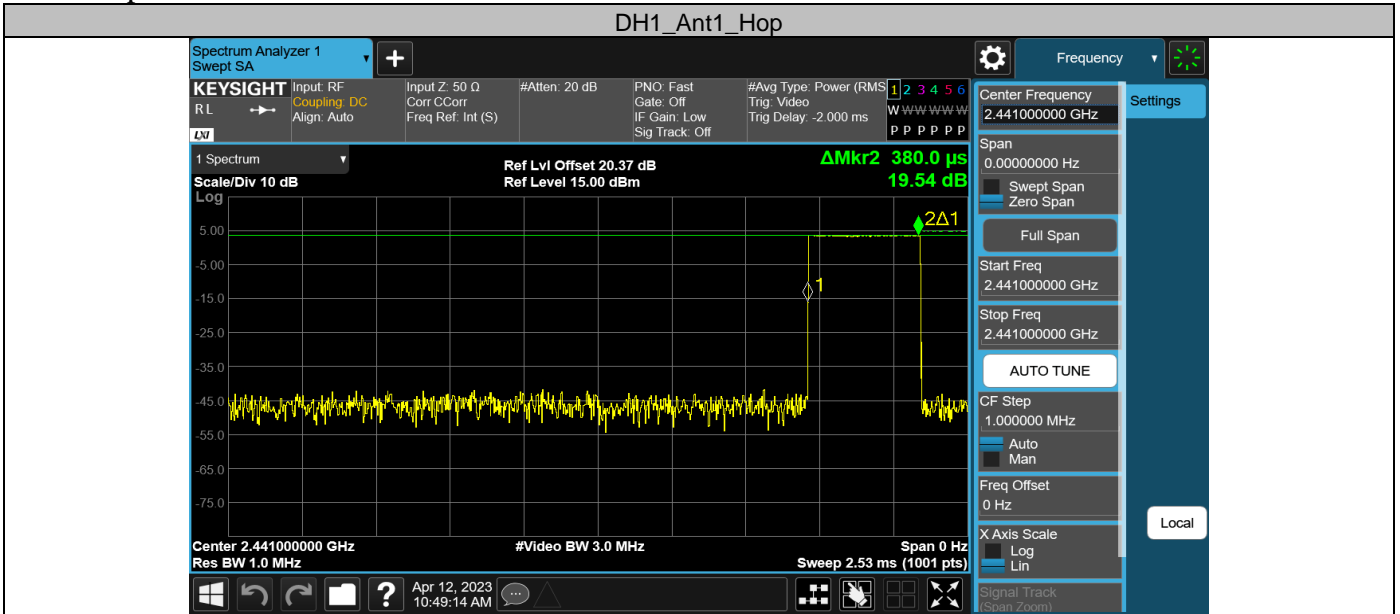 DH1_Ant1_Hop
Spectrum Analyzer 1
Swept SA
Frequency
KEYSIGHT
RL
LXI
Input: RF
Coupling: DC
Align: Auto
Input Z: 50 Ω
Corr CCorr
Freq Ref: Int (S)
#Atten: 20 dB
PNO: Fast
Gate: Off
IF Gain: Low
Sig Track: Off
#Avg Type: Power (RMS
Trig: Video
Trig Delay: -2.000 ms
1 2 3 4 5 6
W W W W W W
P P P P P P
1 Spectrum
Scale/Div 10 dB
Log
Ref Lvl Offset 20.37 dB
Ref Level 15.00 dBm
ΔMkr2 380.0 µs
19.54 dB
2Δ1
1
5.00
-5.00
-15.0
-25.0
-35.0
-45.0
-55.0
-65.0
-75.0
Center 2.441000000 GHz
#Video BW 3.0 MHz
Span 0 Hz
Res BW 1.0 MHz
Sweep 2.53 ms (1001 pts)
Center Frequency
2.441000000 GHz
Settings
Span
0.00000000 Hz
Swept Span
Zero Span
Full Span
Start Freq
2.441000000 GHz
Stop Freq
2.441000000 GHz
AUTO TUNE
CF Step
1.000000 MHz
Auto
Man
Freq Offset
0 Hz
X Axis Scale
Log
Lin
Local
Signal Track
(Span Zoom)
?
Apr 12, 2023
10:49:14 AM